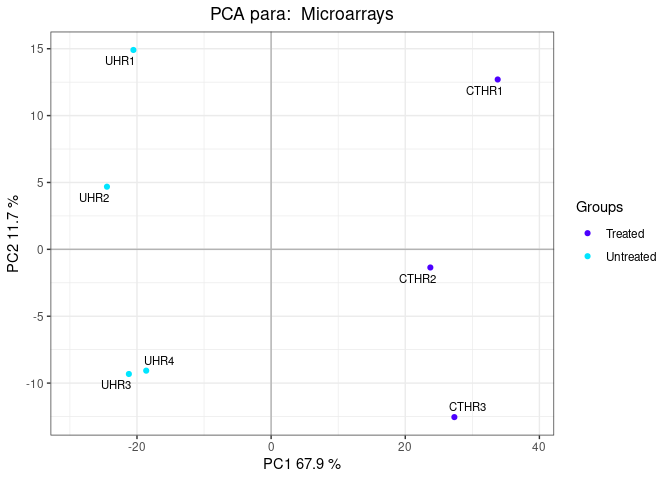 PCA para: Microarrays
15
10
5
0
-5
-10
-20
0
20
40
PC2 11.7 %
PC1 67.9 %
UHR1
CTHR1
UHR2
CTHR2
UHR4
UHR3
CTHR3
Groups
Treated
Untreated